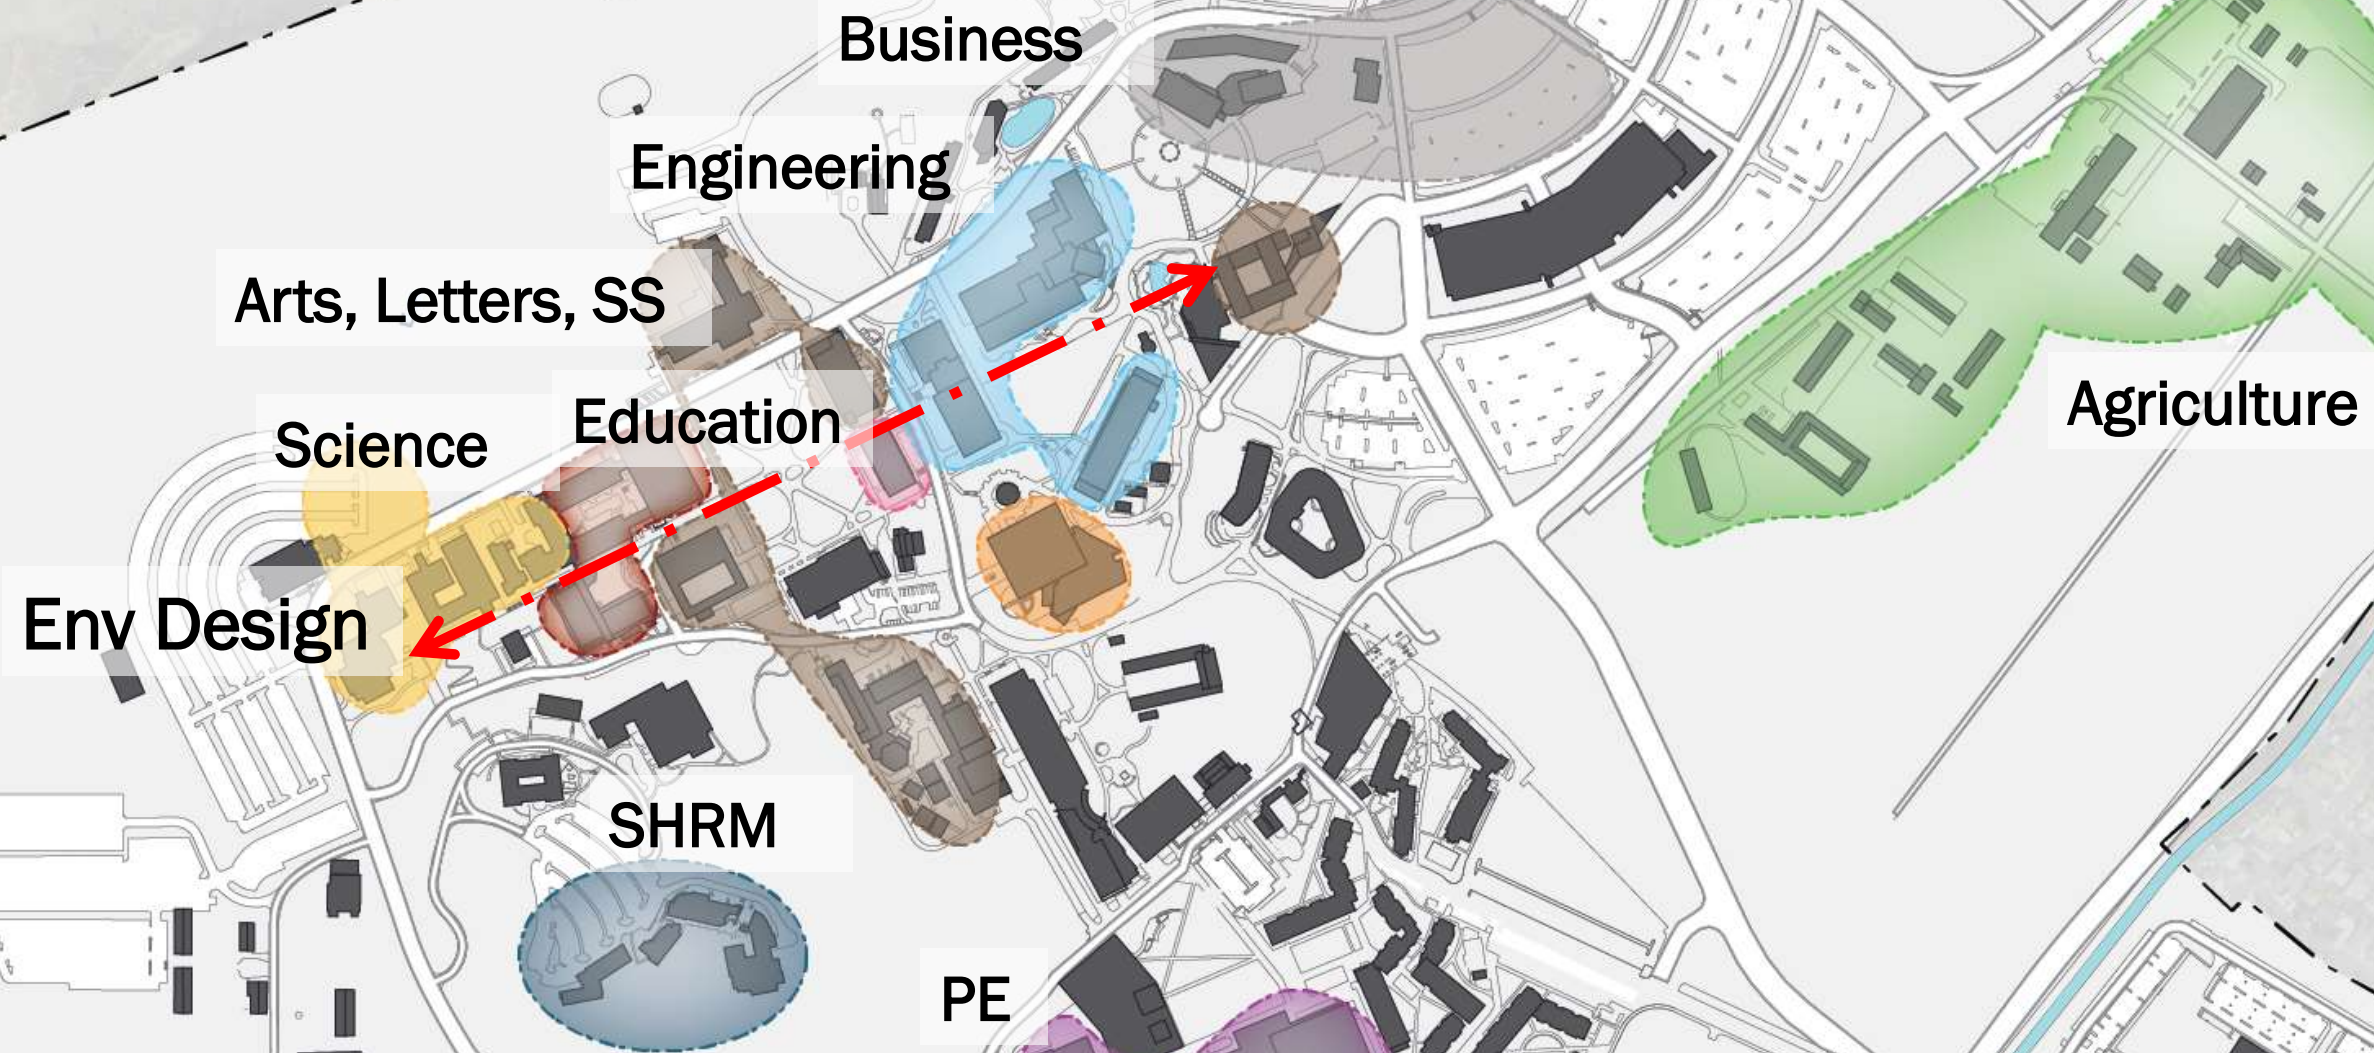 Business
Engineering
Arts, Letters, SS
Education
Science
Agriculture
Env Design
SHRM
PE